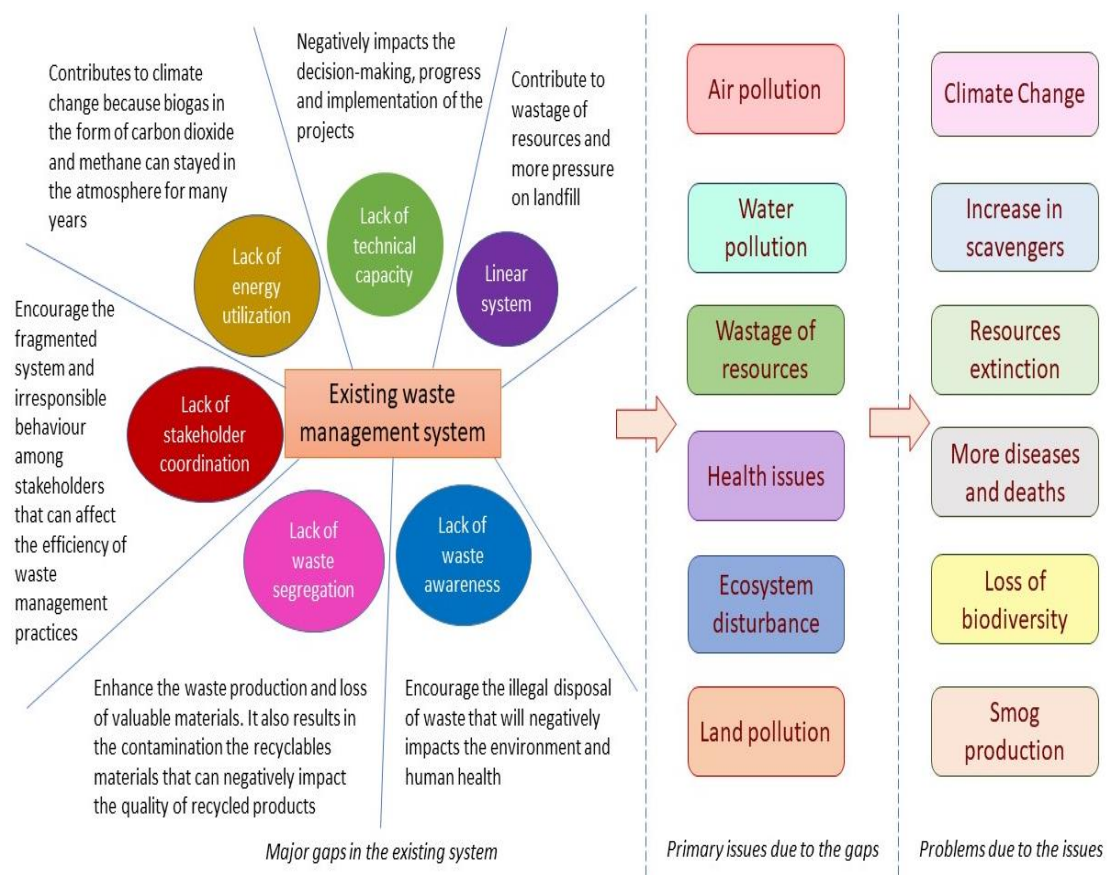 Contributes to climate
change because biogas in
the form of carbon dioxide
and methane can stayed in
the atmosphere for many
years
Negatively impacts the
decision-making, progress
and implementation of the
projects
Contribute to
wastage of
resources and
more pressure
on landfill
Lack of
energy
utilization
Lack of
technical
capacity
Linear
system
Encourage the
fragmented
system and
irresponsible
behaviour
among
stakeholders
that can affect
the efficiency of
waste
management
practices
Lack of
stakeholder
coordination
Existing waste
management system
Lack of
waste
segregation
Lack of
waste
awareness
Enhance the waste production and loss
of valuable materials. It also results in
the contamination the recyclables
materials that can negatively impact
the quality of recycled products
Encourage the illegal disposal
of waste that will negatively
impacts the environment and
human health
Major gaps in the existing system
Air pollution
Water
pollution
Wastage of
resources
Health issues
Ecosystem
disturbance
Land pollution
Primary issues due to the gaps
Climate Change
Increase in
scavengers
Resources
extinction
More diseases
and deaths
Loss of
biodiversity
Smog
production
Problems due to the issues